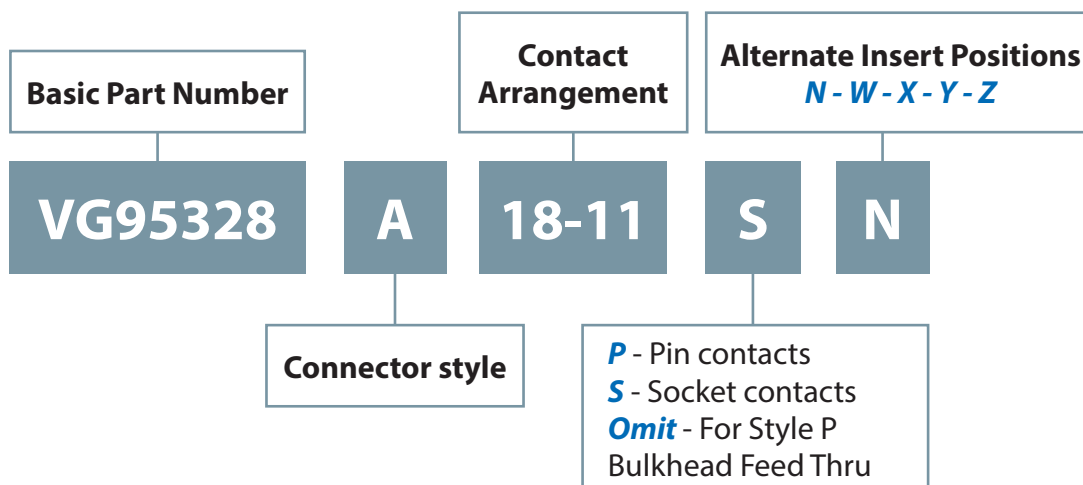 Basic Part Number
Contact
Arrangement
Alternate Insert Positions
N - W - X - Y - Z
VG95328 A 18-11 S N
Connector style
P - Pin contacts
S - Socket contacts
Omit - For Style P
Bulkhead Feed Thru